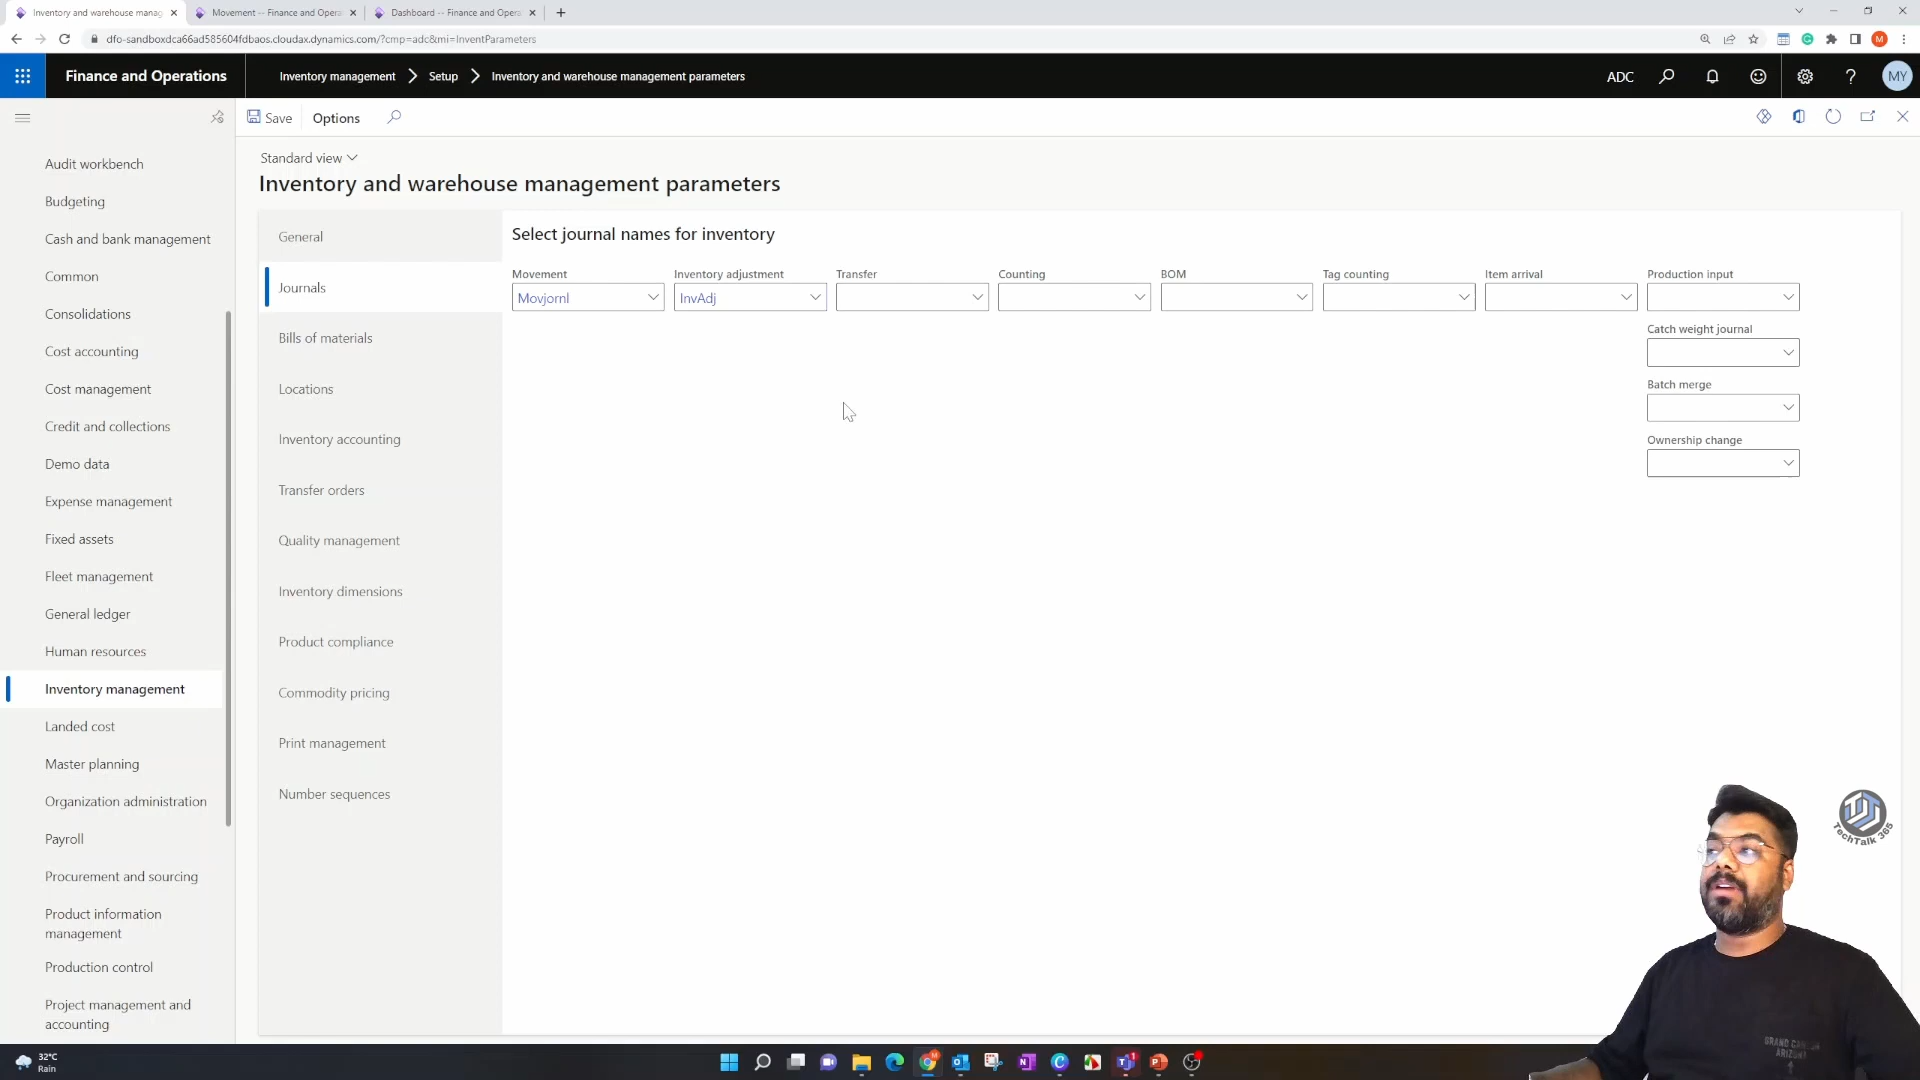 Inventory and warehouse manag
Movement -- Finance and Opera
Dashboard -- Finance and Opera
dfo-sandboxdca66ad585604fdbaos.cloudax.dynamics.com/?cmp=adc&mi=InventParameters
M
Finance and Operations
Inventory management
Setup
Inventory and warehouse management parameters
ADC
MY
Save
Options
Standard view
Inventory and warehouse management parameters
Audit workbench
Budgeting
Cash and bank management
Common
Consolidations
Cost accounting
Cost management
Credit and collections
Demo data
Expense management
Fixed assets
Fleet management
General ledger
Human resources
Inventory management
Landed cost
Master planning
Organization administration
Payroll
Procurement and sourcing
Product information
management
Production control
Project management and
accounting
General
Journals
Bills of materials
Locations
Inventory accounting
Transfer orders
Quality management
Inventory dimensions
Product compliance
Commodity pricing
Print management
Number sequences
Select journal names for inventory
Movement
Inventory adjustment
Transfer
Counting
BOM
Tag counting
Item arrival
Production input
Movjornl
InvAdj
Catch weight journal
Batch merge
Ownership change
TechTalk 365
GRAND CANYON
ARIZONA
32°C
Rain